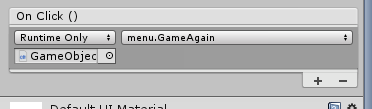 On Click ()
Runtime Only menu.GameAgain
GameObjec
Default UI Material